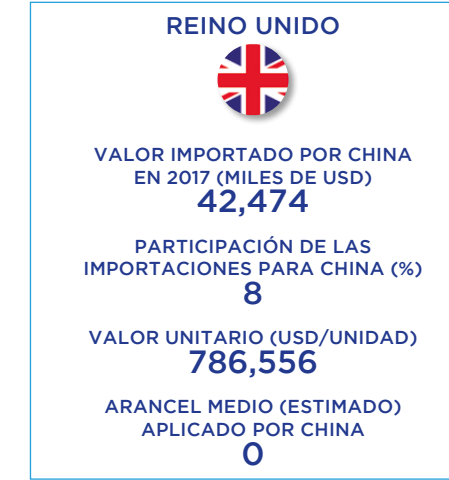 REINO UNIDO
VALOR IMPORTADO POR CHINA
EN 2017 (MILES DE USD)
42,474
PARTICIPACIÓN DE LAS
IMPORTACIONES PARA CHINA (%)
8
VALOR UNITARIO (USD/UNIDAD)
786,556
ARANCEL MEDIO (ESTIMADO)
APLICADO POR CHINA
0